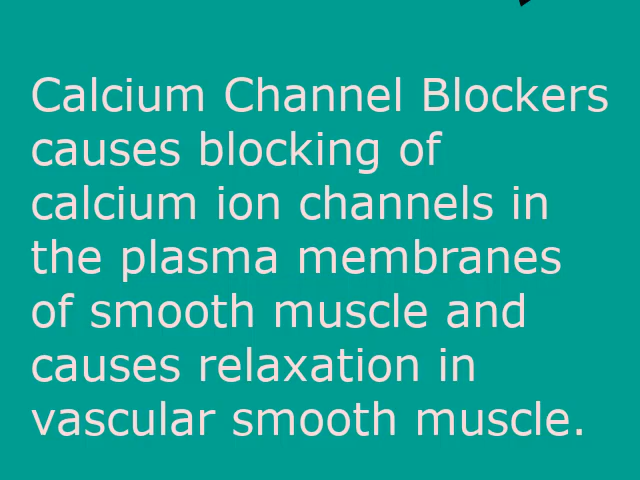 Calcium Channel Blockers
causes blocking of
calcium ion channels in
the plasma membranes
of smooth muscle and
causes relaxation in
vascular smooth muscle.